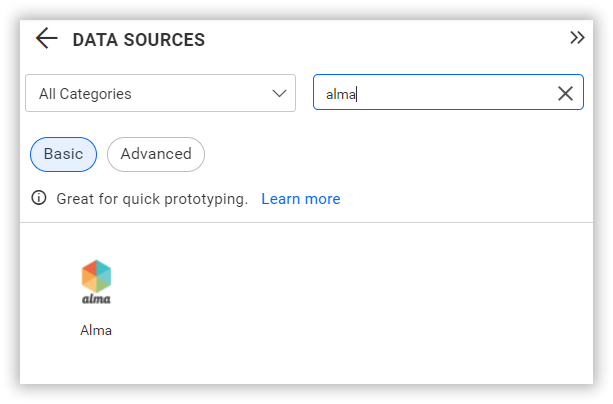 DATA SOURCES
All Categories
alma
Basic
Advanced
Great for quick prototyping. Learn more
alma
Alma